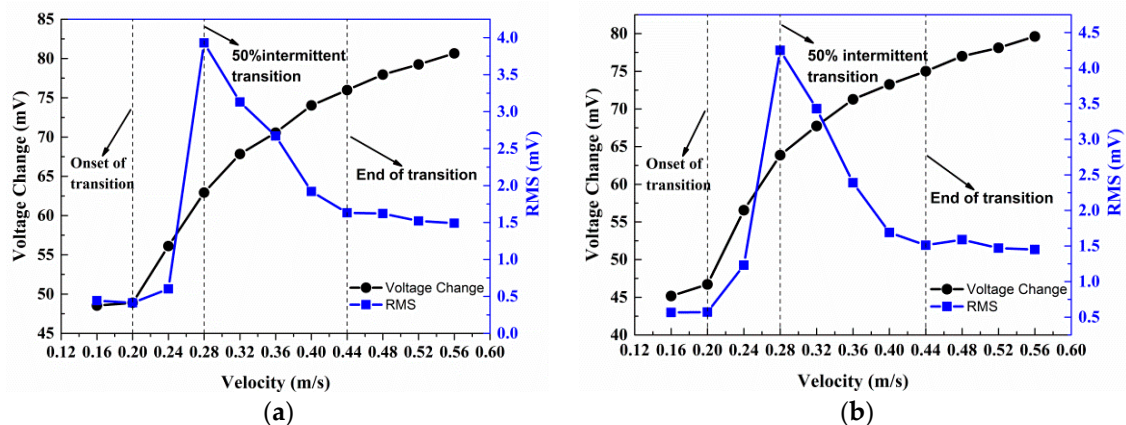 85
80
75
70
65
60
55
50
45
Voltage Change (mV)
4.0
3.5
3.0
2.5
2.0
1.5
1.0
0.5
0.0
RMS (mV)
50%intermittent
transition
Onset of
transition
End of transition
Voltage Change
RMS
0.12 0.16 0.20 0.24 0.28 0.32 0.36 0.40 0.44 0.48 0.52 0.56 0.60
Velocity (m/s)
(a)
80
75
70
65
60
55
50
45
40
Voltage Change (mV)
4.5
4.0
3.5
3.0
2.5
2.0
1.5
1.0
0.5
RMS (mV)
50% intermittent
transition
Onset of
transition
End of transition
Voltage Change
RMS
0.12 0.16 0.20 0.24 0.28 0.32 0.36 0.40 0.44 0.48 0.52 0.56 0.60
Velocity (m/s)
(b)